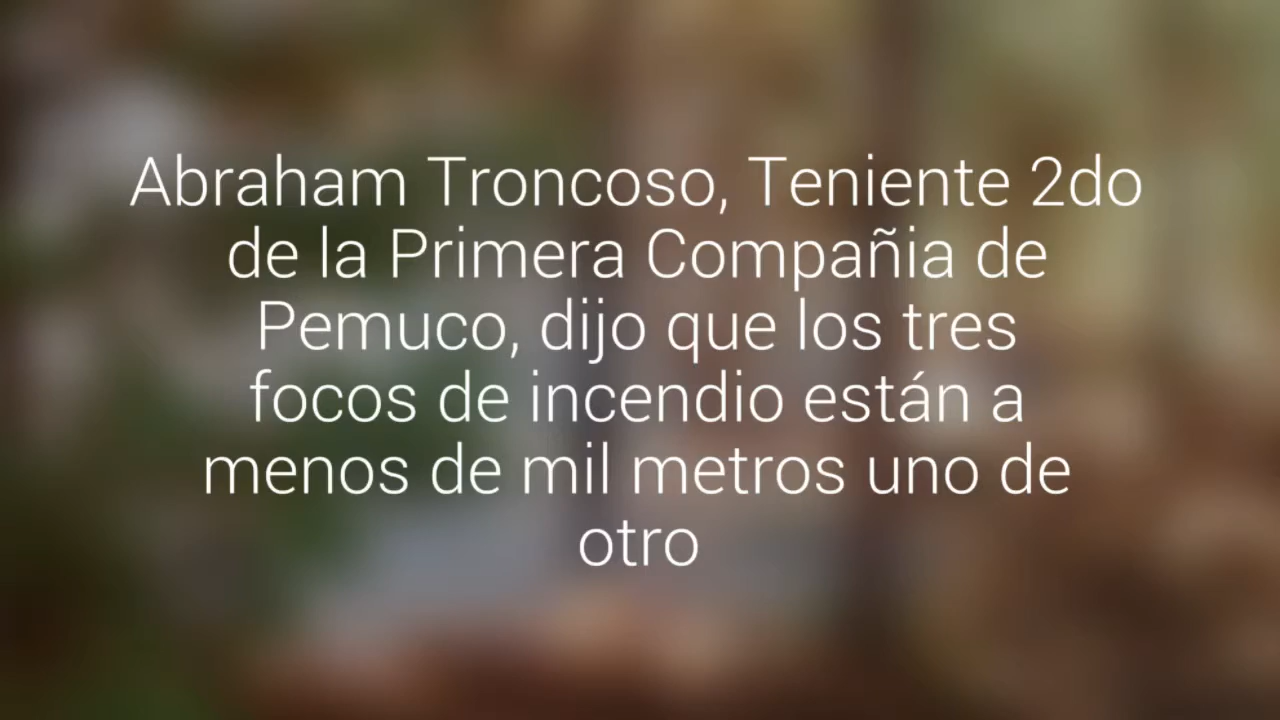 Abraham Troncoso, Teniente 2do
de la Primera Compañia de
Pemuco, dijo que los tres
focos de incendio están a
menos de mil metros uno de
otro